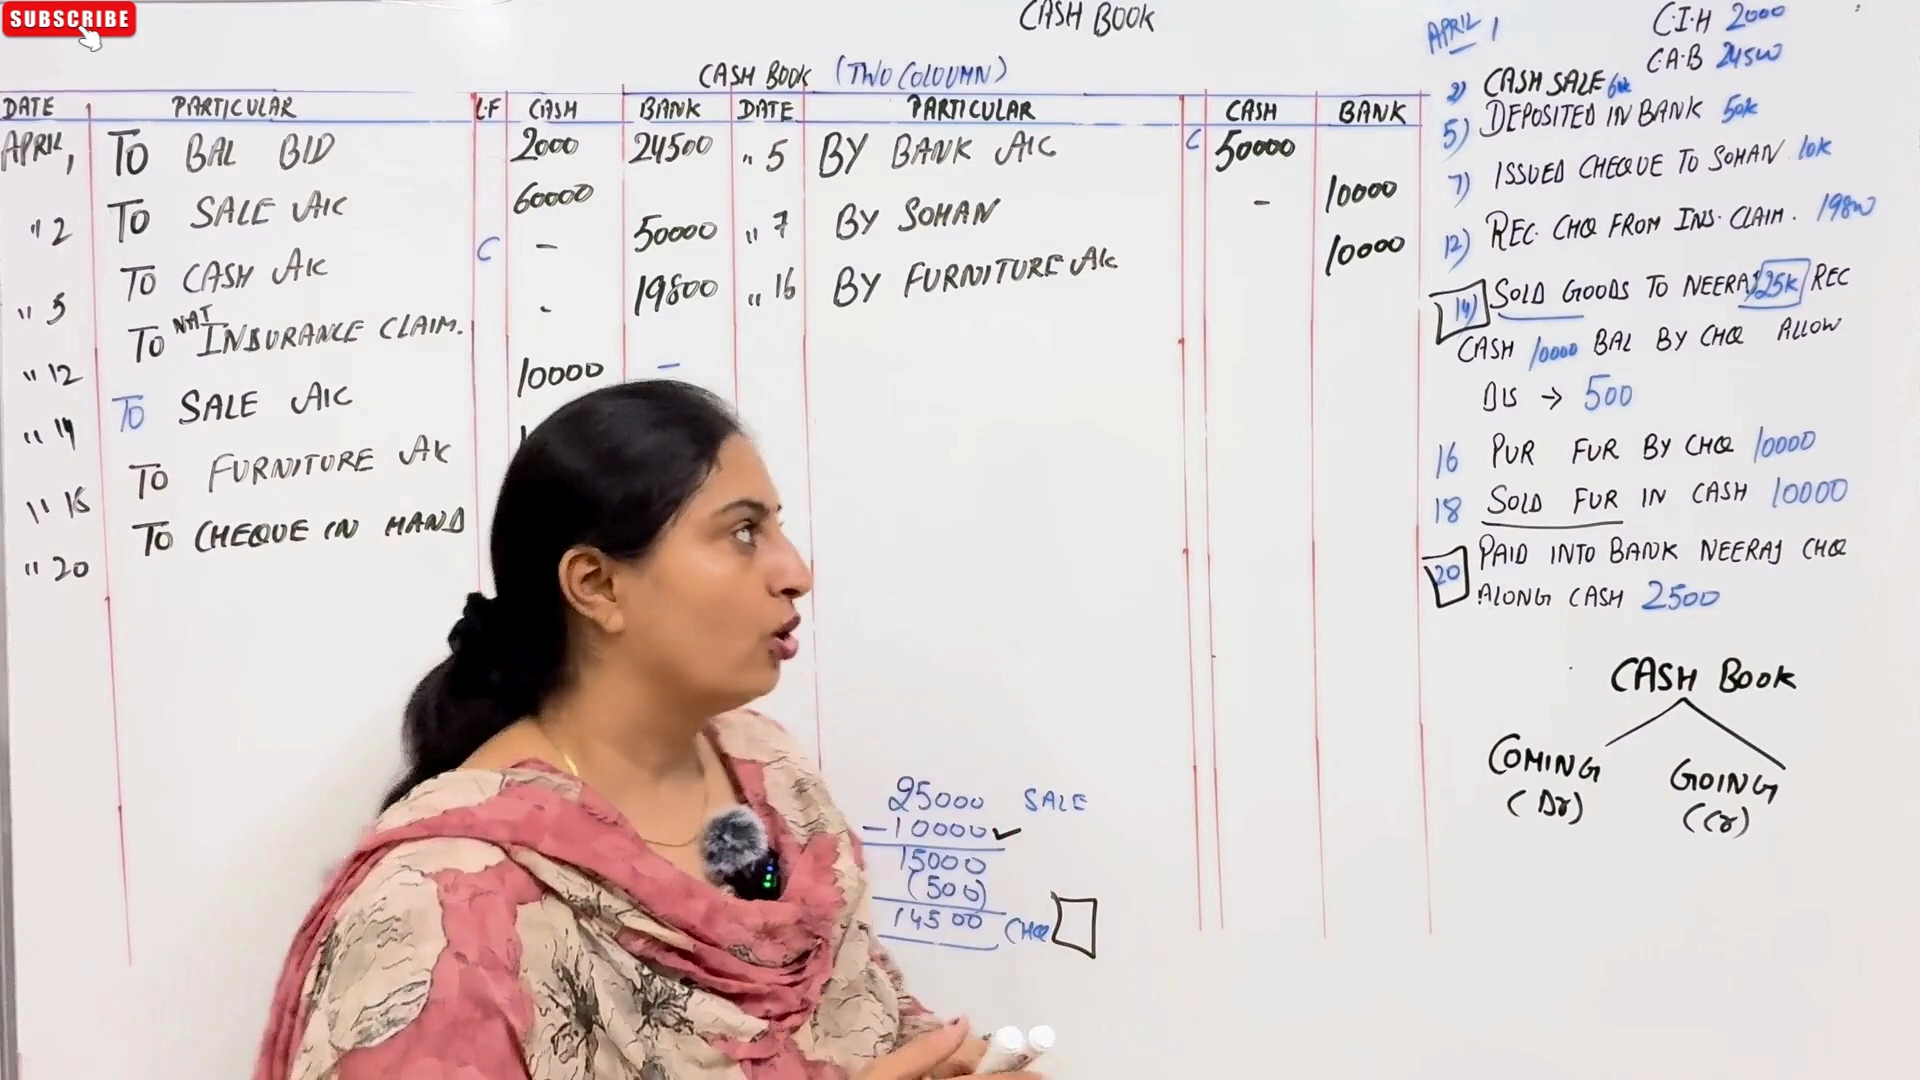 SUBSCRIBE
CASH BOOK
CASH BOOK (TWO COLOUMN)
DATE PARTICULAR L.F CASH BANK DATE PARTICULAR CASH BANK
APRIL, TO BAL B/D 2000 24500 " 5 BY BANK A/C C 50000
" 2 TO SALE A/C 60000 " 7 BY SOHAN - 10000
" 5 TO CASH A/C C - 50000 " 16 BY FURNITURE A/C 10000
" 12 TO NAT INSURANCE CLAIM. - 19800
" 14 TO SALE A/C 10000 -
" 18 TO FURNITURE A/C
" 20 TO CHEQUE IN HAND
APRIL 1 C.I.H 2000
C.A.B 24500
2) CASH SALE 60K
5) DEPOSITED IN BANK 50K
7) ISSUED CHEQUE TO SOHAN 10K
12) REC. CHQ FROM INS. CLAIM. 19800
14) SOLD GOODS TO NEERAJ 25K REC
CASH 10000 BAL BY CHQ ALLOW
DIS → 500
16 PUR FUR BY CHQ 10000
18 SOLD FUR IN CASH 10000
20 PAID INTO BANK NEERAJ CHQ
ALONG CASH 2500
CASH BOOK
COMING GOING
(Dr) (Cr)
25000 SALE
-10000 ✓
15000
(500)
14500 CHQ